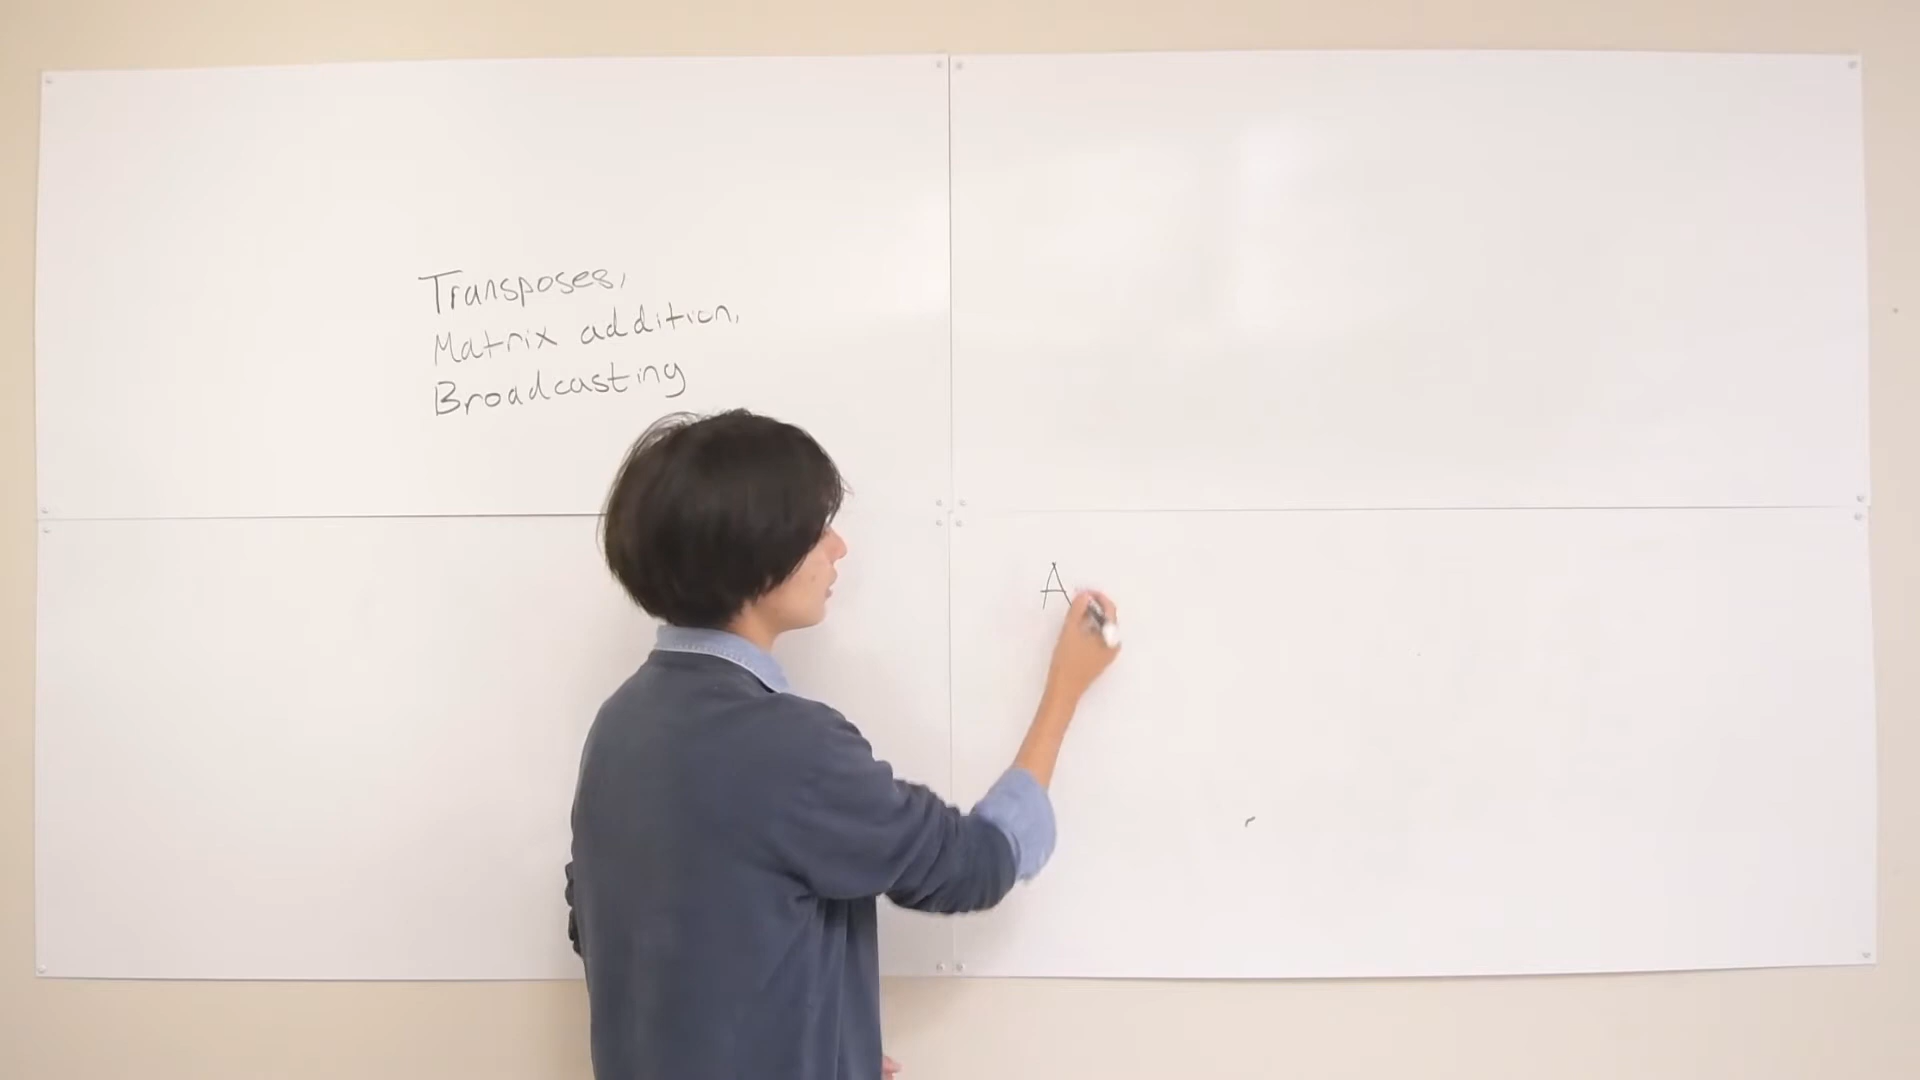 Transposes,
Matrix addition,
Broadcasting
A